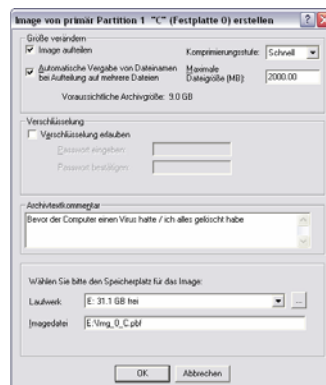 Image von primär Partition 1 "C" (Festplatte 0) erstellen
Größe verändern
Image aufteilen
Komprimierungsstufe: Schnell
Automatische Vergabe von Dateinamen bei Aufteilung auf mehrere Dateien
Maximale Dateigröße (MB): 2000.00
Voraussichtliche Archivgröße: 9.0 GB
Verschlüsselung
Verschlüsselung erlauben
Passwort eingeben:
Passwort bestätigen:
Archivtextkommentar
Bevor der Computer einen Virus hatte / ich alles gelöscht habe
Wählen Sie bitte den Speicherplatz für das Image:
Laufwerk E: 31.1 GB frei ...
Imagedatei E:\Img_0_C.pbf
OK Abbrechen